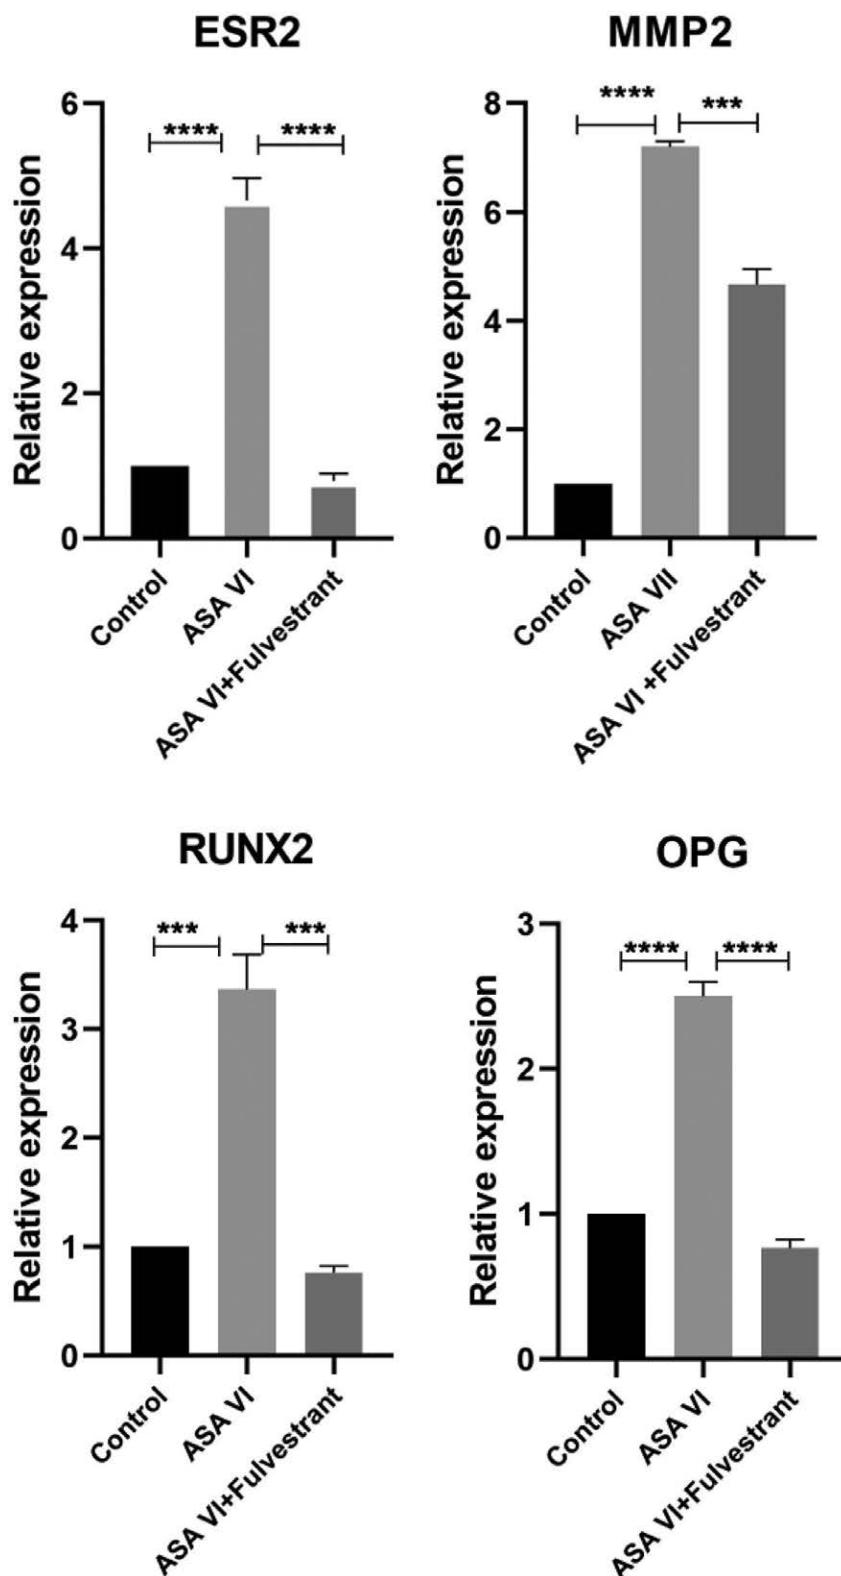 ESR2
Relative expression
6
4
2
0
****
****
Control
ASA VI
ASA VI+Fulvestrant
MMP2
Relative expression
8
6
4
2
0
****
***
Control
ASA VII
ASA VI +Fulvestrant
RUNX2
Relative expression
4
3
2
1
0
***
***
Control
ASA VI
ASA VI+Fulvestrant
OPG
Relative expression
3
2
1
0
****
****
Control
ASA VI
ASA VI+Fulvestrant